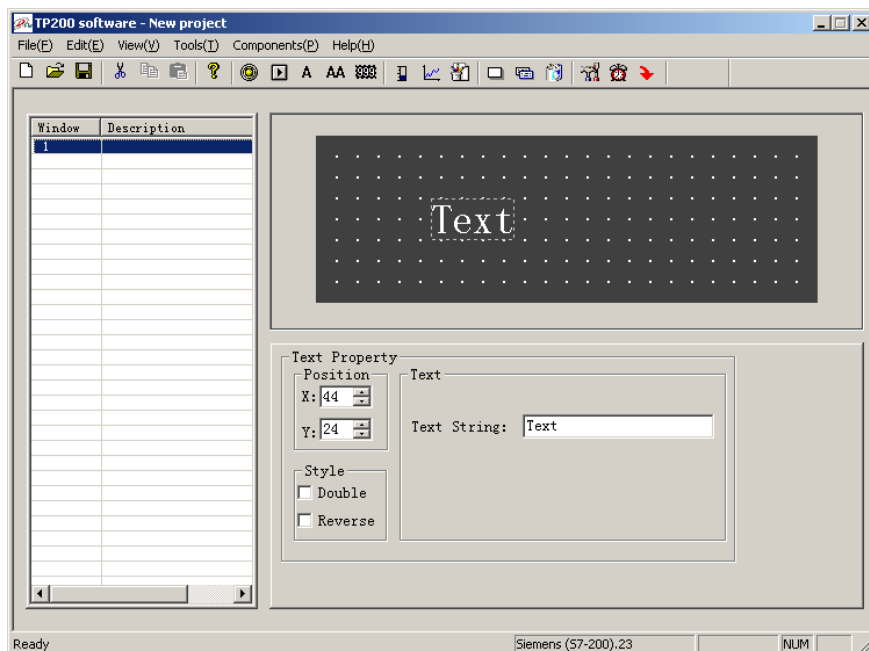 TP200 software - New project
File(F) Edit(E) View(V) Tools(T) Components(P) Help(H)
A AA
Window Description
1
Text
Text Property
Position
X: 44
Y: 24
Style
Double
Reverse
Text
Text String: Text
Ready Siemens (S7-200).23 NUM